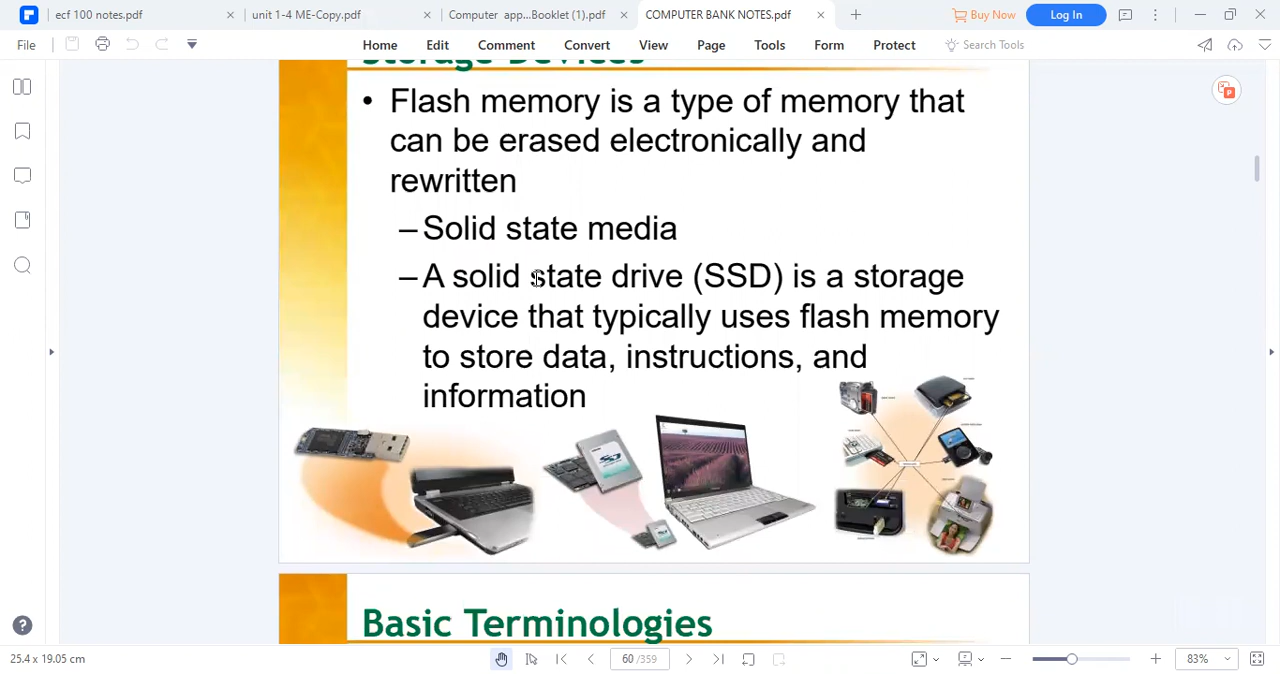 ecf 100 notes.pdf
unit 1-4 ME-Copy.pdf
Computer app...Booklet (1).pdf
COMPUTER BANK NOTES.pdf
Buy Now
Log In
File
Home
Edit
Comment
Convert
View
Page
Tools
Form
Protect
Search Tools
Storage Devices
• Flash memory is a type of memory that
can be erased electronically and
rewritten
– Solid state media
– A solid state drive (SSD) is a storage
device that typically uses flash memory
to store data, instructions, and
information
Basic Terminologies
25.4 x 19.05 cm
60 /359
83%